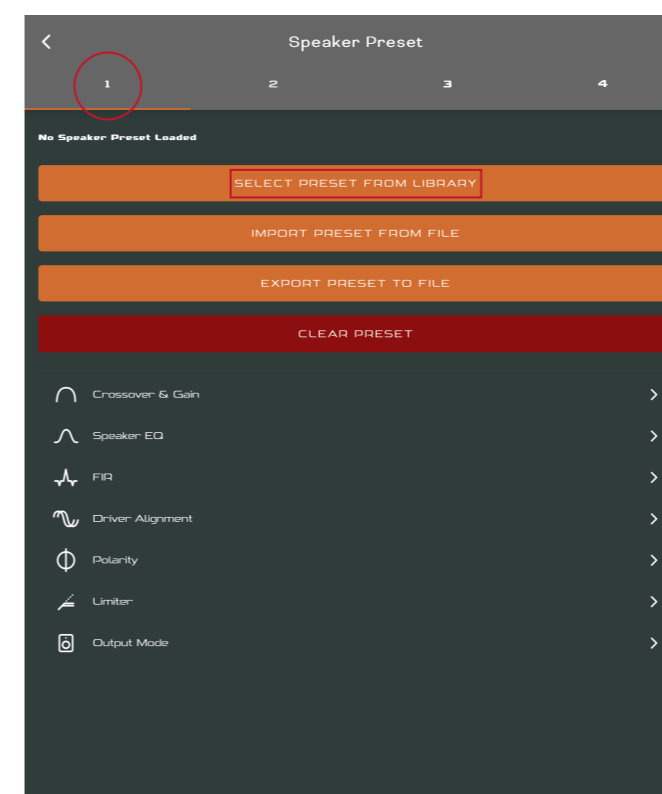 Speaker Preset
1 2 3 4
No Speaker Preset Loaded
SELECT PRESET FROM LIBRARY
IMPORT PRESET FROM FILE
EXPORT PRESET TO FILE
CLEAR PRESET
Crossover & Gain
Speaker EQ
FIR
Driver Alignment
Polarity
Limiter
Output Mode